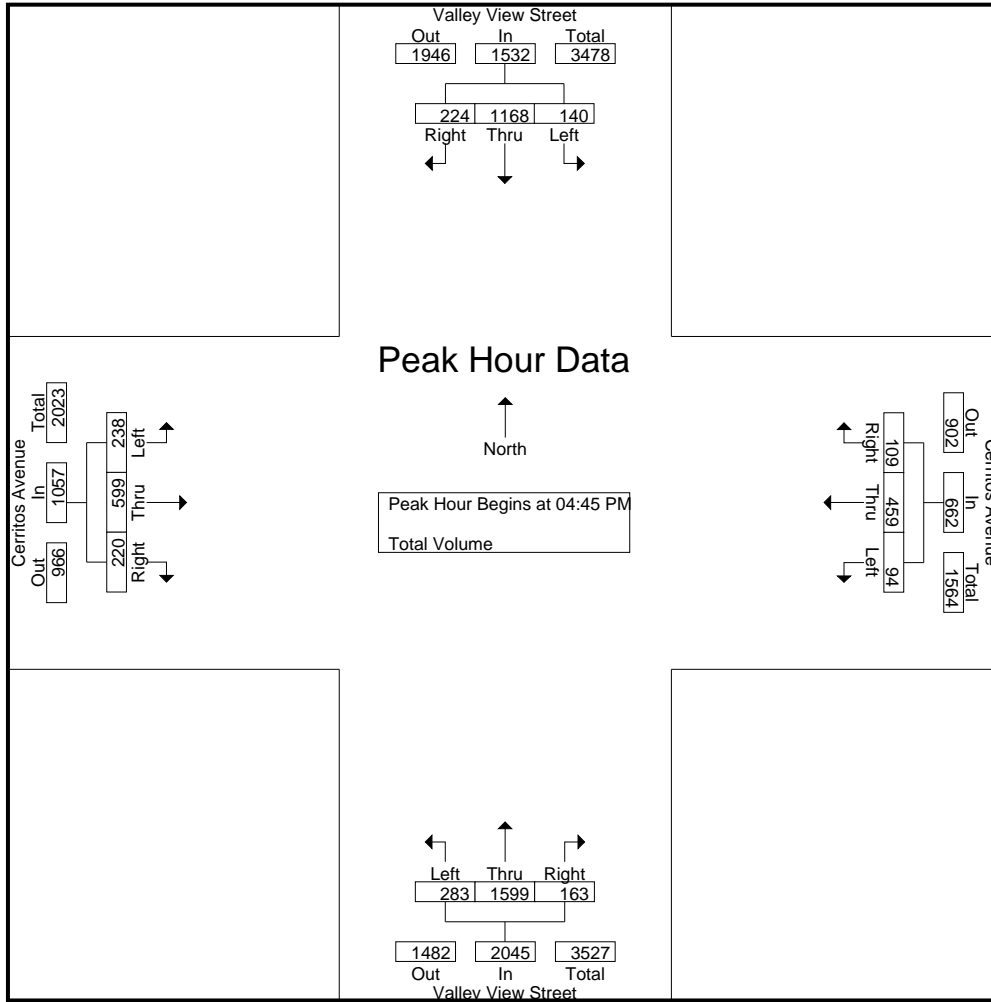 Valley View Street
Out In Total
1946 1532 3478
224 1168 140
Right Thru Left
Peak Hour Data
North
Peak Hour Begins at 04:45 PM
Total Volume
Cerritos Avenue
Total In Out
2023 1057 966
238 599 220
Left Thru Right
Cerritos Avenue
Out In Total
902 662 1564
109 459 94
Right Thru Left
Left Thru Right
283 1599 163
1482 2045 3527
Out In Total
Valley View Street